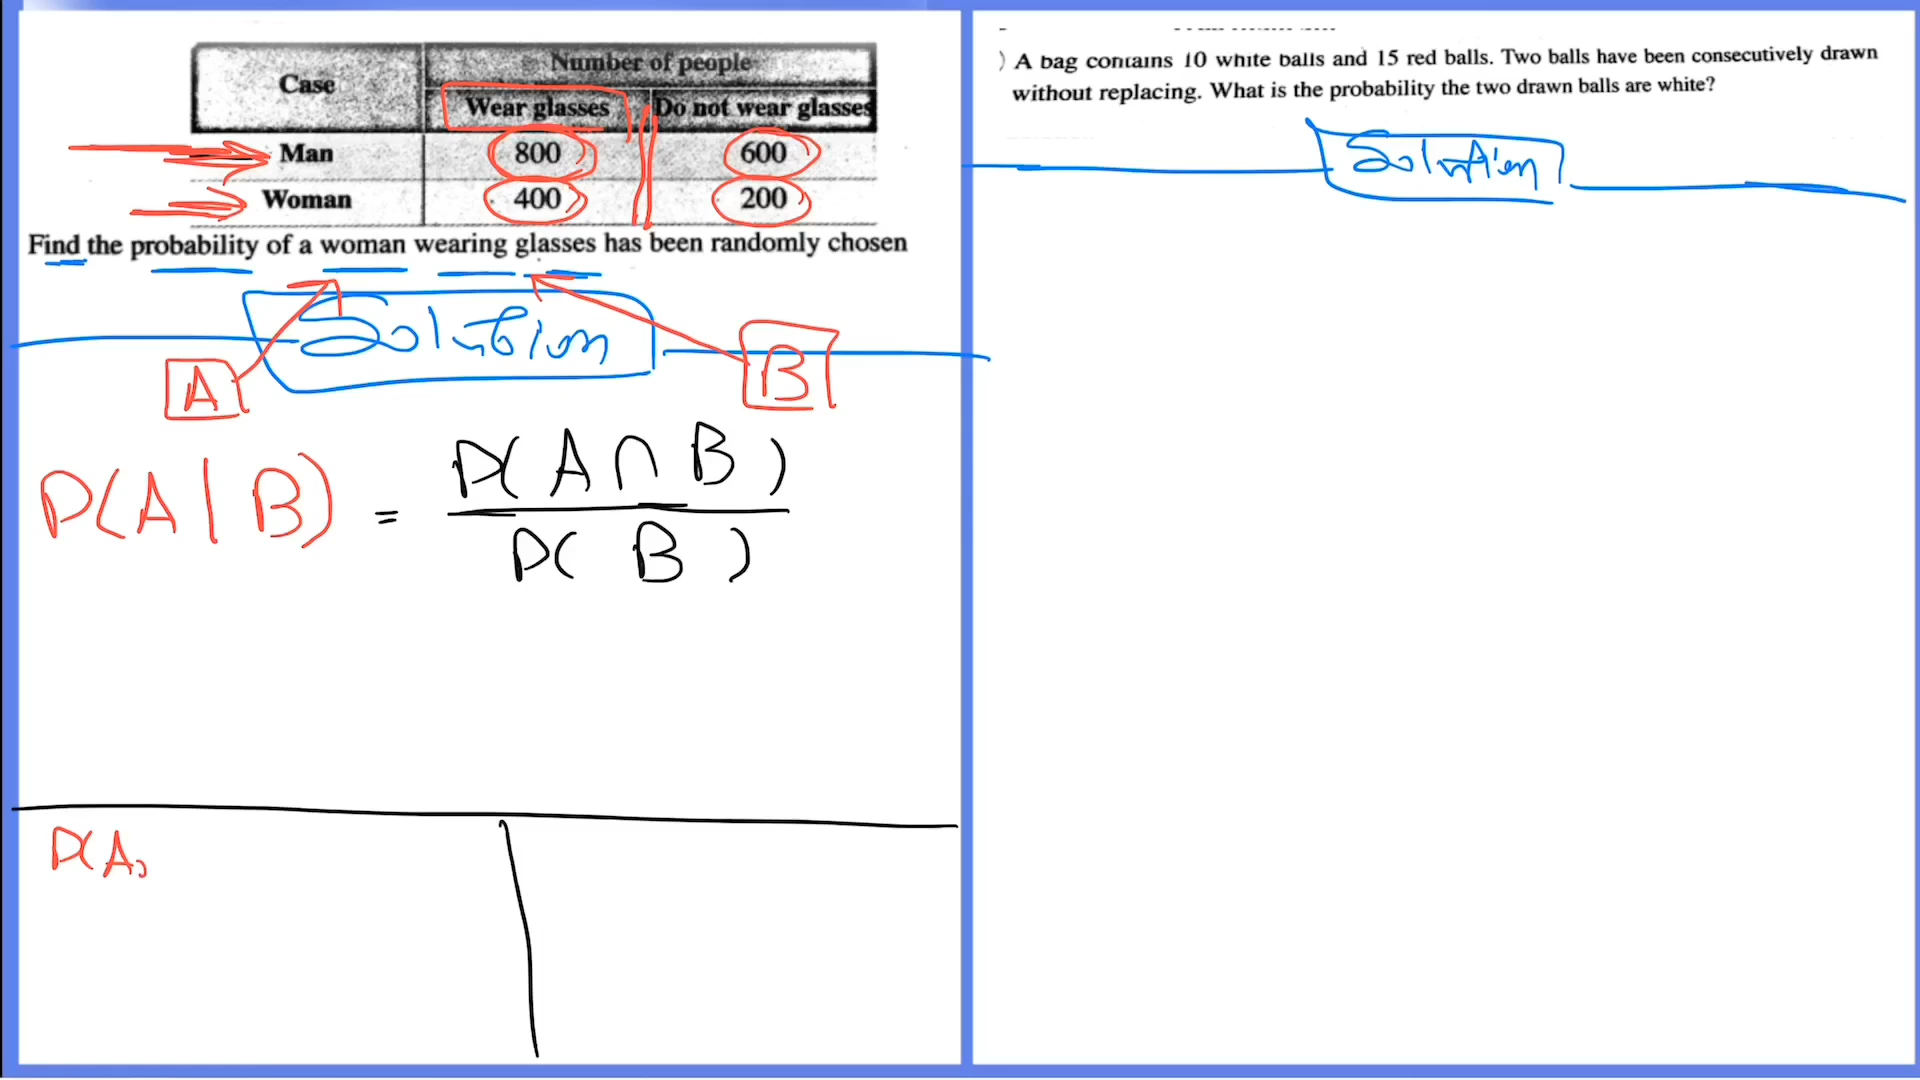 Number of people
Case
Wear glasses
Do not wear glasses
Man 800 600
Woman 400 200
Find the probability of a woman wearing glasses has been randomly chosen
Solution
A
B
P(A | B) = P(A ∩ B)
P( B )
P(A)
) A bag contains 10 white balls and 15 red balls. Two balls have been consecutively drawn
without replacing. What is the probability the two drawn balls are white?
Solution